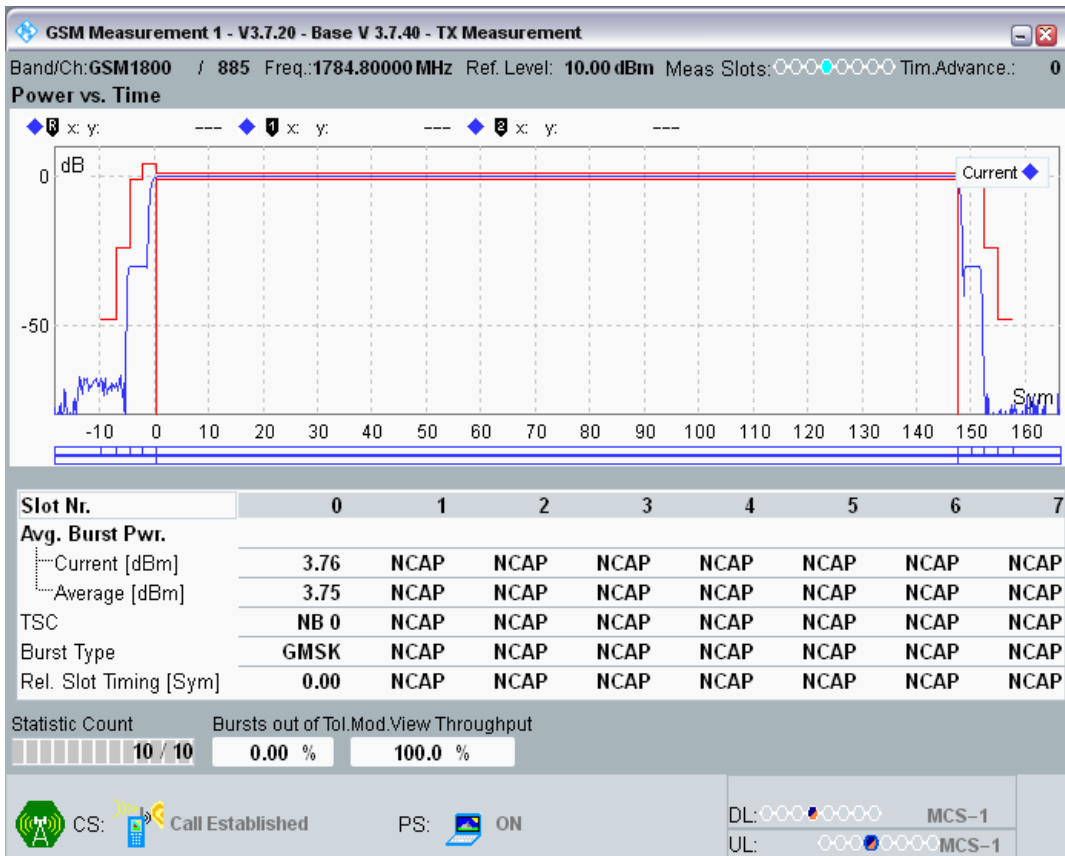 GSM Measurement 1 - V3.7.20 - Base V 3.7.40 - TX Measurement
Band/Ch:GSM1800 / 885 Freq.:1784.80000 MHz Ref. Level: 10.00 dBm Meas Slots: Tim.Advance.: 0
Power vs. Time
R x: y: --- 1 x: y: --- 2 x: y: ---
dB
Current
0
-50
Sym
-10 0 10 20 30 40 50 60 70 80 90 100 110 120 130 140 150 160
Slot Nr. 0 1 2 3 4 5 6 7
Avg. Burst Pwr.
Current [dBm] 3.76 NCAP NCAP NCAP NCAP NCAP NCAP NCAP
Average [dBm] 3.75 NCAP NCAP NCAP NCAP NCAP NCAP NCAP
TSC NB 0 NCAP NCAP NCAP NCAP NCAP NCAP NCAP
Burst Type GMSK NCAP NCAP NCAP NCAP NCAP NCAP NCAP
Rel. Slot Timing [Sym] 0.00 NCAP NCAP NCAP NCAP NCAP NCAP NCAP
Statistic Count Bursts out of Tol.Mod.View Throughput
10 / 10 0.00 % 100.0 %
CS: Call Established PS: ON DL: MCS-1
UL: MCS-1